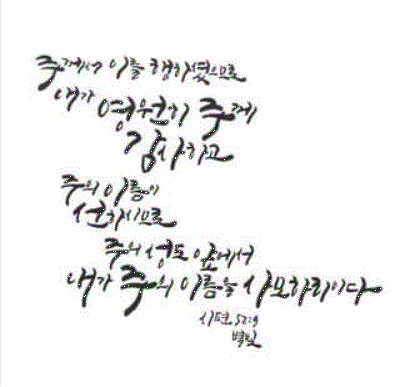 주께서 이를 행하셨으므로
내가 영원히 주께
감사하고
주의 이름이
선하시므로
주의 성도 앞에서
내가 주의 이름을 사모하리이다
시편 52:9
별빛